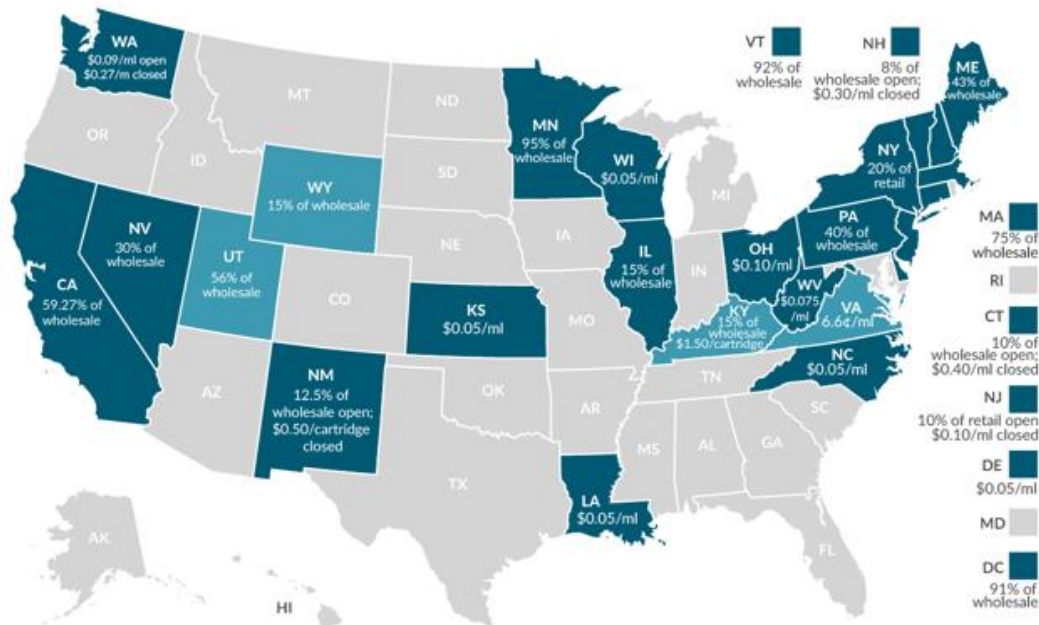 WA
$0.09/ml open
$0.27/m closed
OR
CA
59.27% of
wholesale
NV
30% of
wholesale
ID
MT
WY
15% of wholesale
UT
56% of
wholesale
AZ
CO
NM
12.5% of
wholesale open;
$0.50/cartridge
closed
ND
SD
NE
KS
$0.05/ml
OK
TX
MN
95% of
wholesale
IA
MO
AR
LA
$0.05/ml
WI
$0.05/ml
IL
15% of
wholesale
MI
IN
OH
$0.10/ml
KY
15% of
wholesale
$1.50/cartridge
TN
MS
AL
GA
FL
SC
NC
$0.05/ml
VA
6.6¢/ml
WV
$0.075
/ml
PA
40% of
wholesale
NY
20% of
retail
ME
43% of
wholesale
VT
92% of
wholesale
NH
8% of
wholesale open;
$0.30/ml closed
MA
75% of
wholesale
RI
CT
10% of
wholesale open;
$0.40/ml closed
NJ
10% of retail open
$0.10/ml closed
DE
$0.05/ml
MD
DC
91% of
wholesale
AK
HI